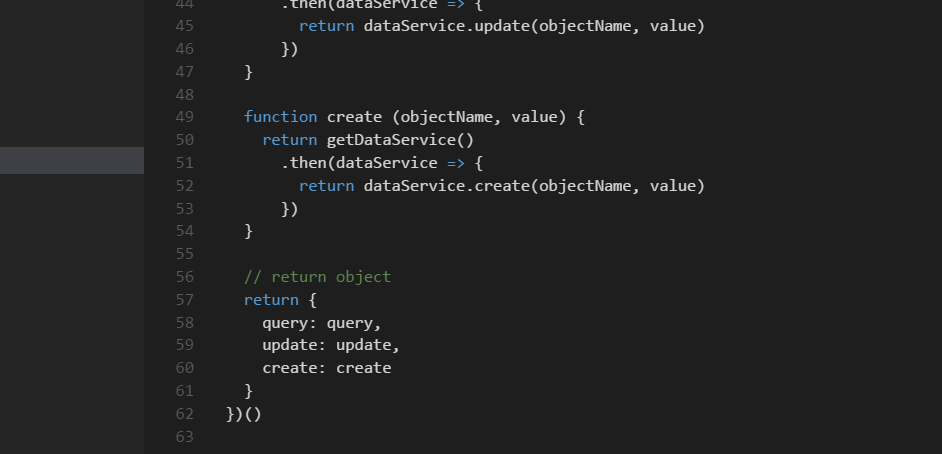 44 .then(dataService => {
45 return dataService.update(objectName, value)
46 })
47 }
48
49 function create (objectName, value) {
50 return getDataService()
51 .then(dataService => {
52 return dataService.create(objectName, value)
53 })
54 }
55
56 // return object
57 return {
58 query: query,
59 update: update,
60 create: create
61 }
62 })()
63